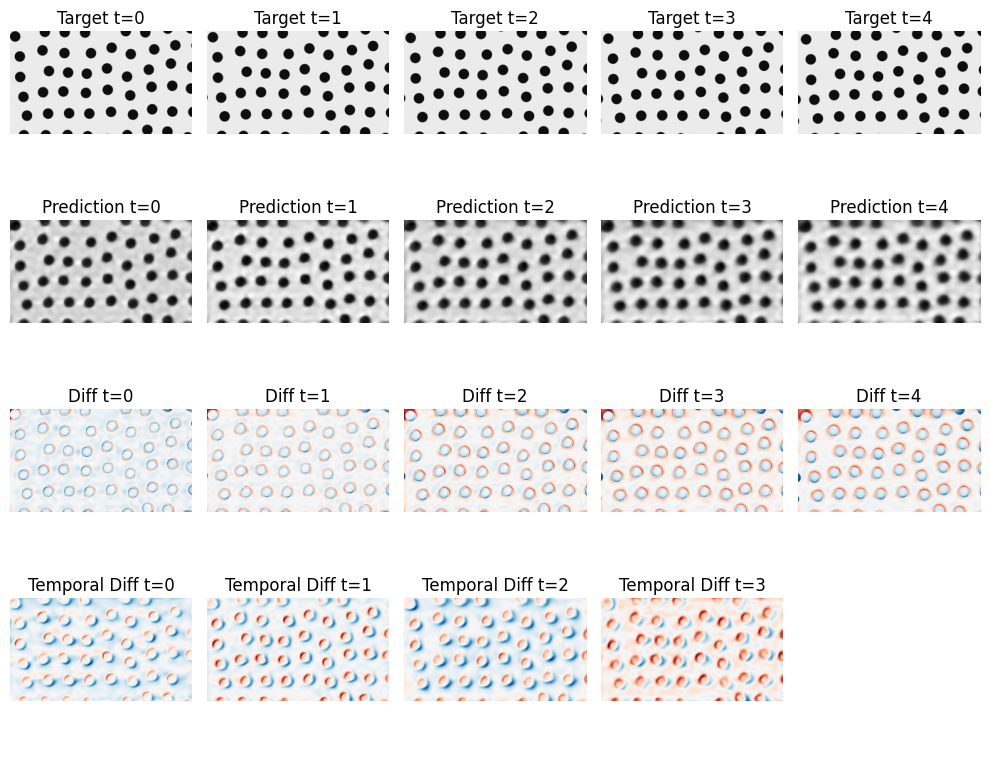 Target t=0 Target t=1 Target t=2 Target t=3 Target t=4
Prediction t=0 Prediction t=1 Prediction t=2 Prediction t=3 Prediction t=4
Diff t=0 Diff t=1 Diff t=2 Diff t=3 Diff t=4
Temporal Diff t=0 Temporal Diff t=1 Temporal Diff t=2 Temporal Diff t=3